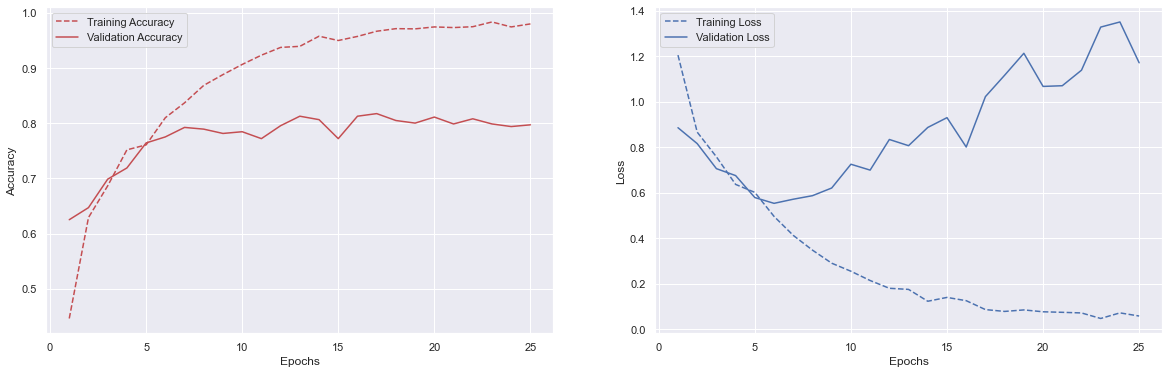 Training Accuracy
Validation Accuracy
1.0
0.9
0.8
0.7
0.6
0.5
Accuracy
0 5 10 15 20 25
Epochs
Training Loss
Validation Loss
1.4
1.2
1.0
0.8
0.6
0.4
0.2
0.0
Loss
0 5 10 15 20 25
Epochs